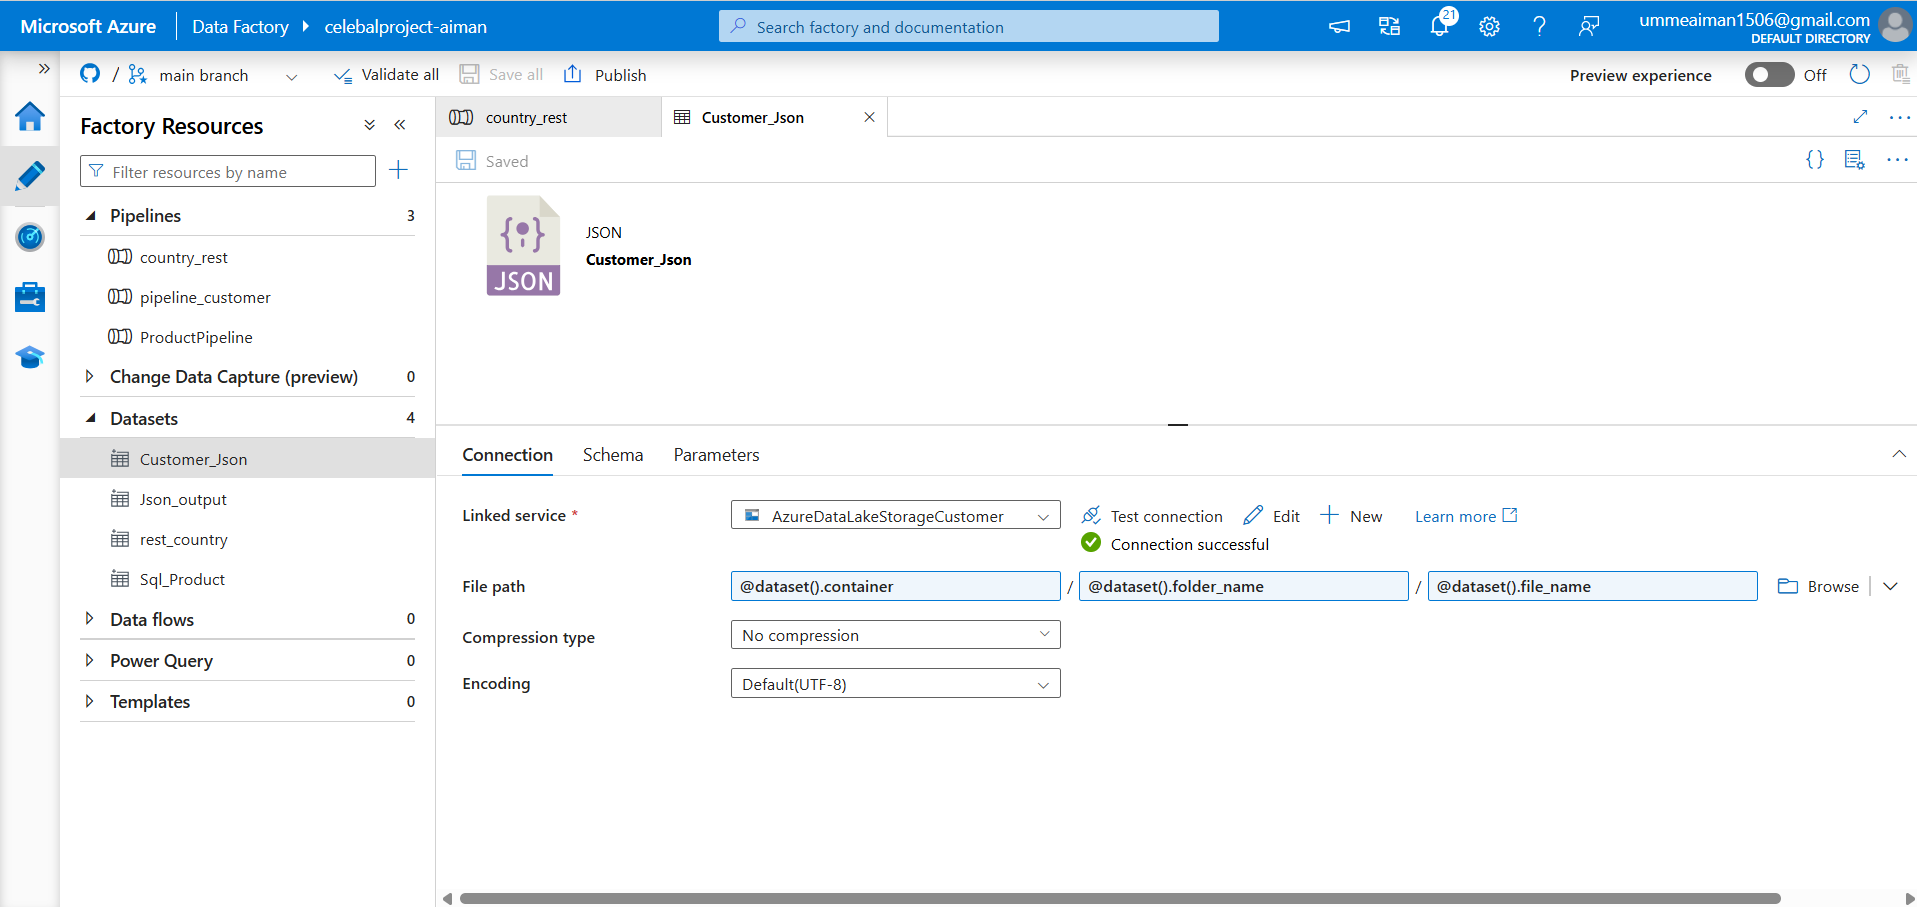 Microsoft Azure
Data Factory
celebalproject-aiman
Search factory and documentation
21
ummeaiman1506@gmail.com
DEFAULT DIRECTORY
/
main branch
Validate all
Save all
Publish
Preview experience
Off
Factory Resources
Filter resources by name
Pipelines 3
country_rest
pipeline_customer
ProductPipeline
Change Data Capture (preview) 0
Datasets 4
Customer_Json
Json_output
rest_country
Sql_Product
Data flows 0
Power Query 0
Templates 0
country_rest
Customer_Json
Saved
{}
JSON
JSON
Customer_Json
Connection
Schema
Parameters
Linked service *
AzureDataLakeStorageCustomer
Test connection
Edit
New
Learn more
Connection successful
File path
@dataset().container / @dataset().folder_name / @dataset().file_name
Browse
Compression type
No compression
Encoding
Default(UTF-8)